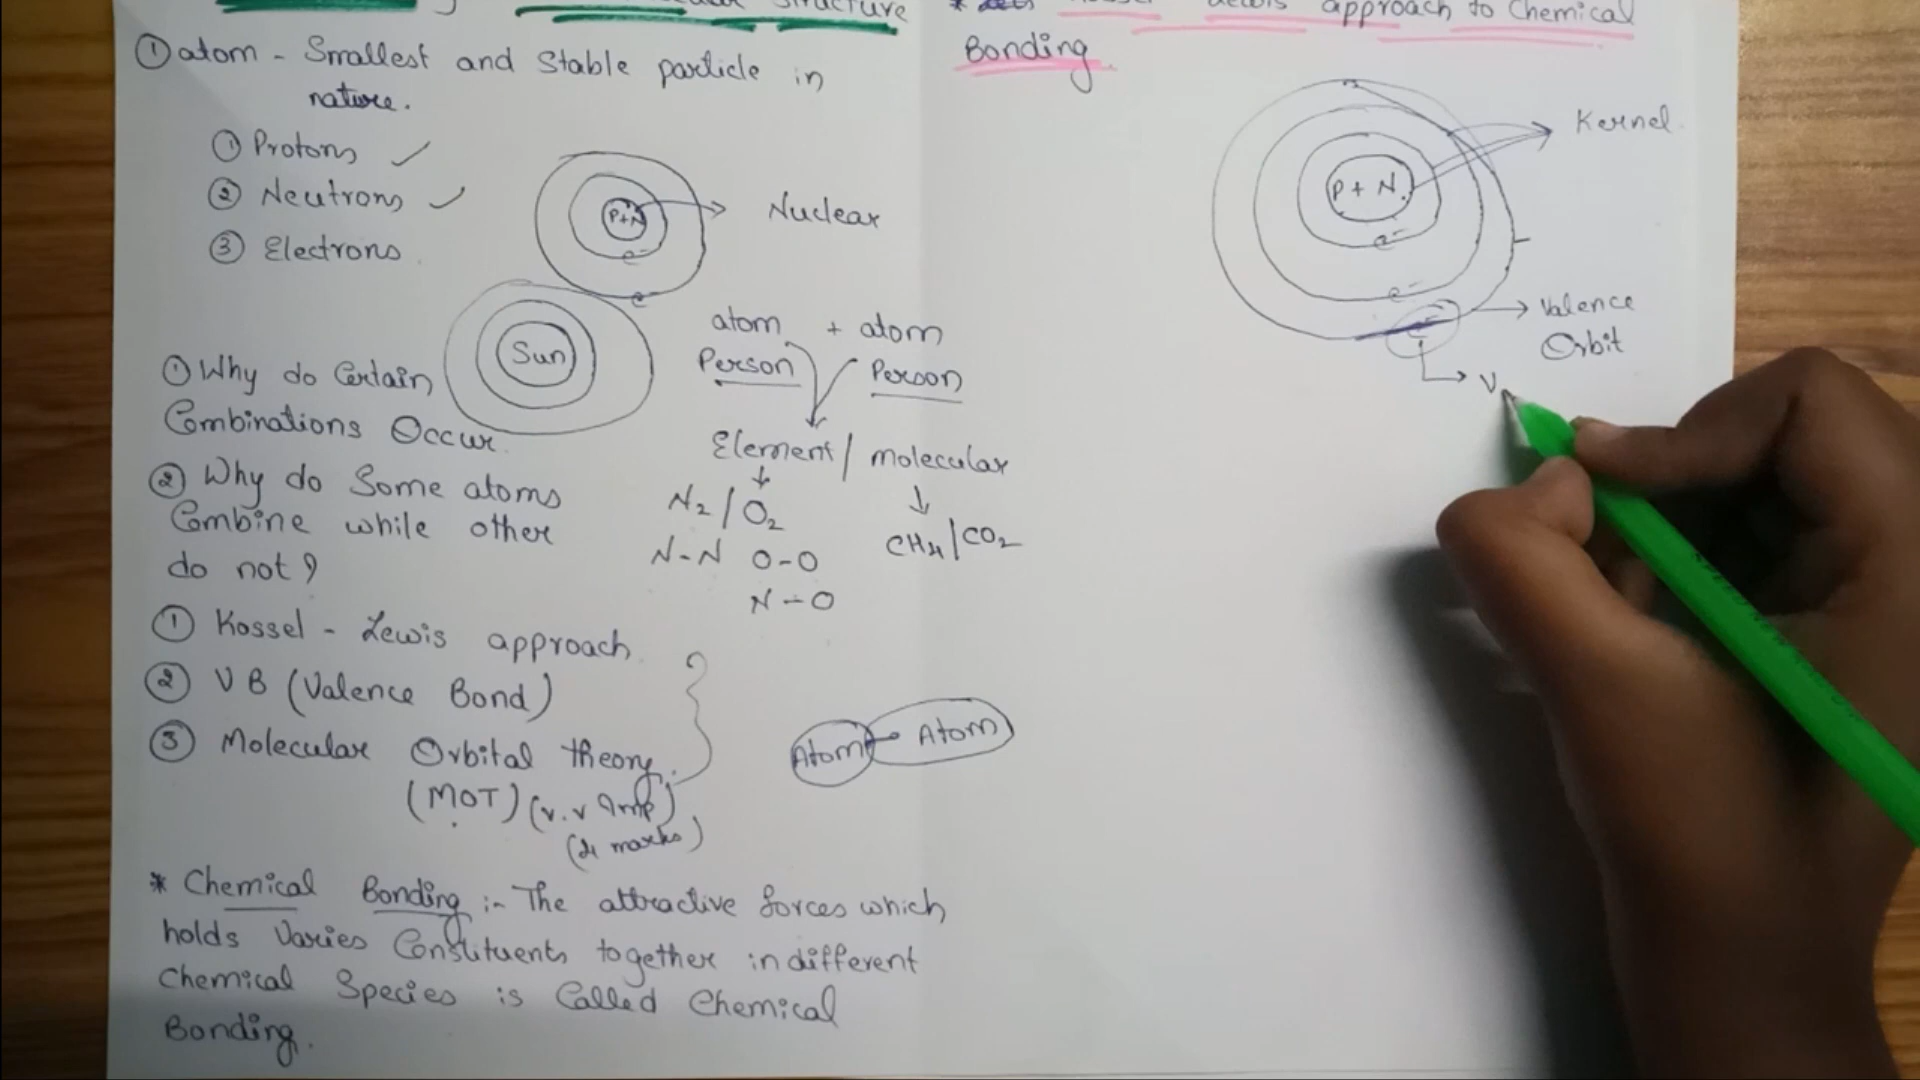 Structure
① atom - Smallest and Stable particle in
nature.
① Protons ✓
② Neutrons ✓
③ Electrons
P+N
Nuclear
e-
e-
Sun
① Why do Certain
Combinations Occur
② Why do Some atoms
Combine while other
do not?
atom + atom
Person Person
Element / molecular
N2 / O2
CH4 / CO2
N-N O-O
N-O
① Kossel - Lewis approach
② VB (Valence Bond)
③ Molecular Orbital theory.
(MOT) (v.v Imp)
Atom Atom
* Chemical Bonding :- The attractive forces which
holds Varies Constituents together in different
Chemical Species is Called Chemical
Bonding.
* Lewis approach to Chemical
Bonding
P + N
Kernel
e-
e-
Valence
Orbit
V